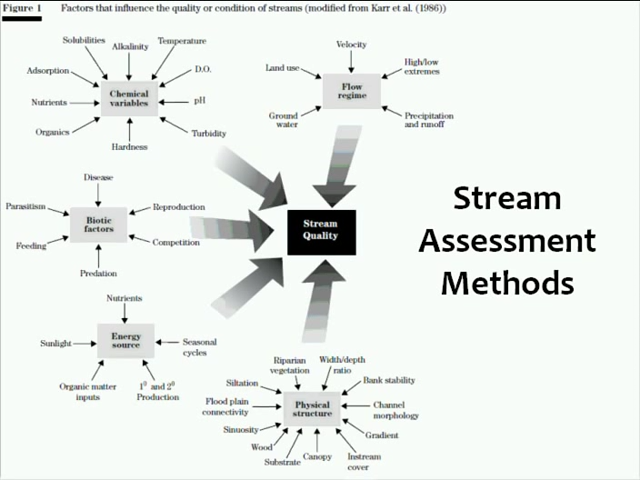 Figure 1 Factors that influence the quality or condition of streams (modified from Karr et al. (1986))
Solubilities
Alkalinity
Temperature
Adsorption
D.O.
Nutrients
Chemical
variables
pH
Organics
Turbidity
Hardness
Velocity
Land use
High/low
extremes
Flow
regime
Ground
water
Precipitation
and runoff
Disease
Parasitism
Reproduction
Biotic
factors
Feeding
Competition
Predation
Stream
Quality
Stream
Assessment
Methods
Nutrients
Sunlight
Energy
source
Seasonal
cycles
Organic matter
inputs
1⁰ and 2⁰
Production
Riparian
vegetation
Width/depth
ratio
Siltation
Bank stability
Flood plain
connectivity
Physical
structure
Channel
morphology
Sinuosity
Gradient
Wood
Substrate
Canopy
Instream
cover